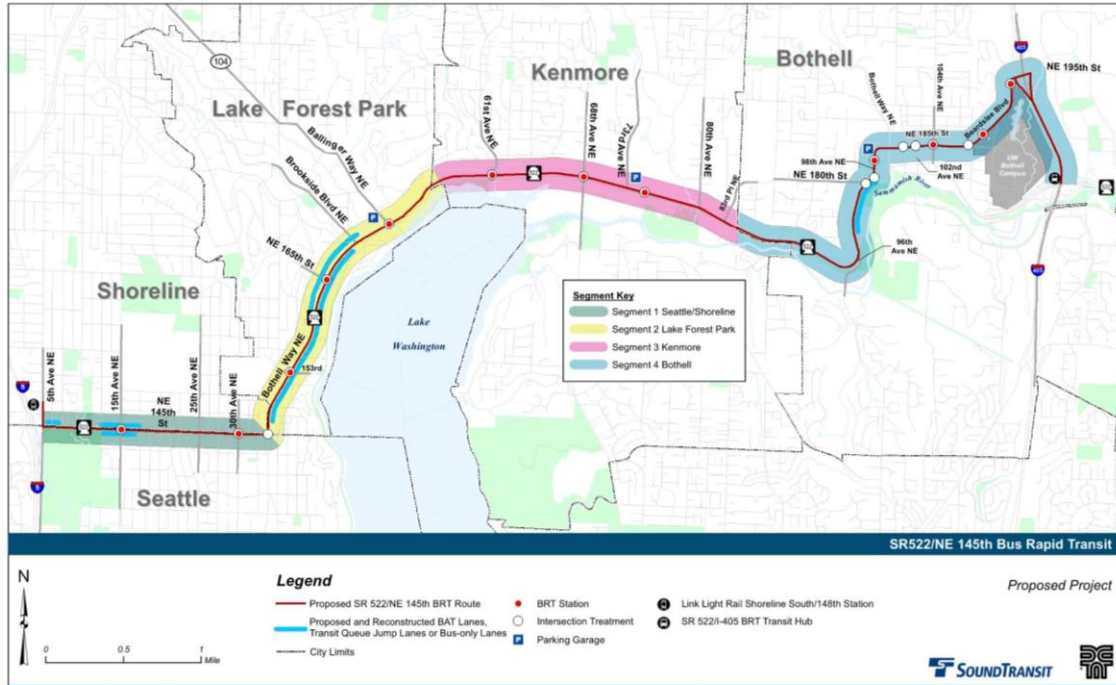 405
NE 195th St
Bothell
Kenmore
104
Lake Forest Park
Ballinger Way NE
Brookside Blvd NE
61st Ave NE
68th Ave NE
73rd Ave NE
80th Ave NE
83rd Pl NE
Bothell Way NE
104th Ave NE
NE 185th St
Beardslee Blvd
98th Ave NE
102nd
Ave NE
NE 180th St
UW
Bothell
Campus
Sammamish River
522
522
96th
Ave NE
405
NE 165th St
Shoreline
522
Lake
Washington
Segment Key
Segment 1 Seattle/Shoreline
Segment 2 Lake Forest Park
Segment 3 Kenmore
Segment 4 Bothell
153rd
Bothell Way NE
5
5th Ave NE
15th Ave NE
NE
145th
St
25th Ave NE
30th Ave NE
522
5
Seattle
SR522/NE 145th Bus Rapid Transit
N
Legend
Proposed Project
Proposed SR 522/NE 145th BRT Route
Proposed and Reconstructed BAT Lanes,
Transit Queue Jump Lanes or Bus-only Lanes
City Limits
BRT Station
Intersection Treatment
P Parking Garage
Link Light Rail Shoreline South/148th Station
SR 522/I-405 BRT Transit Hub
0 0.5 1
Mile
SOUNDTRANSIT